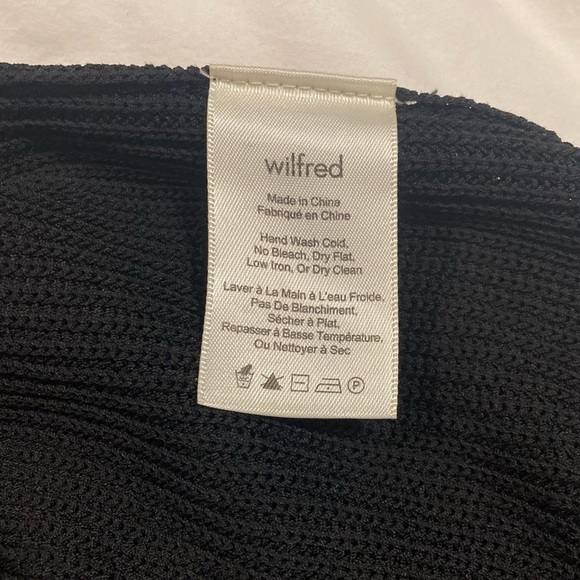 wilfred
Made in China
Fabriqué en Chine
Hand Wash Cold,
No Bleach, Dry Flat,
Low Iron, Or Dry Clean
Laver à La Main à L'eau Froide,
Pas De Blanchiment,
Sécher à Plat,
Repasser à Basse Température,
Ou Nettoyer à Sec
P